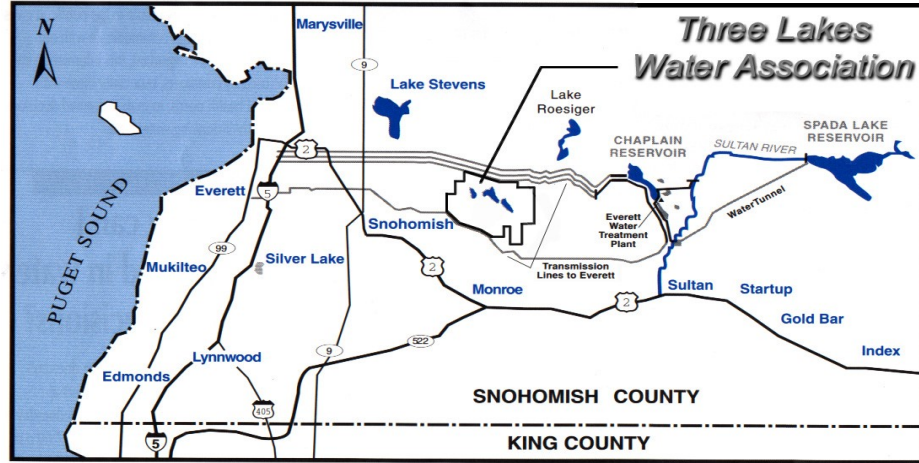 Three Lakes
Water Association
N
Marysville
9
Lake Stevens
Lake
Roesiger
CHAPLAIN
RESERVOIR
SULTAN RIVER
SPADA LAKE
RESERVOIR
2
Everett
5
Snohomish
Everett
Water
Treatment
Plant
Water Tunnel
PUGET SOUND
99
Mukilteo
Silver Lake
2
Transmission
Lines to Everett
Monroe
2
Sultan
Startup
Gold Bar
Index
Lynnwood
9
522
Edmonds
405
5
SNOHOMISH COUNTY
KING COUNTY